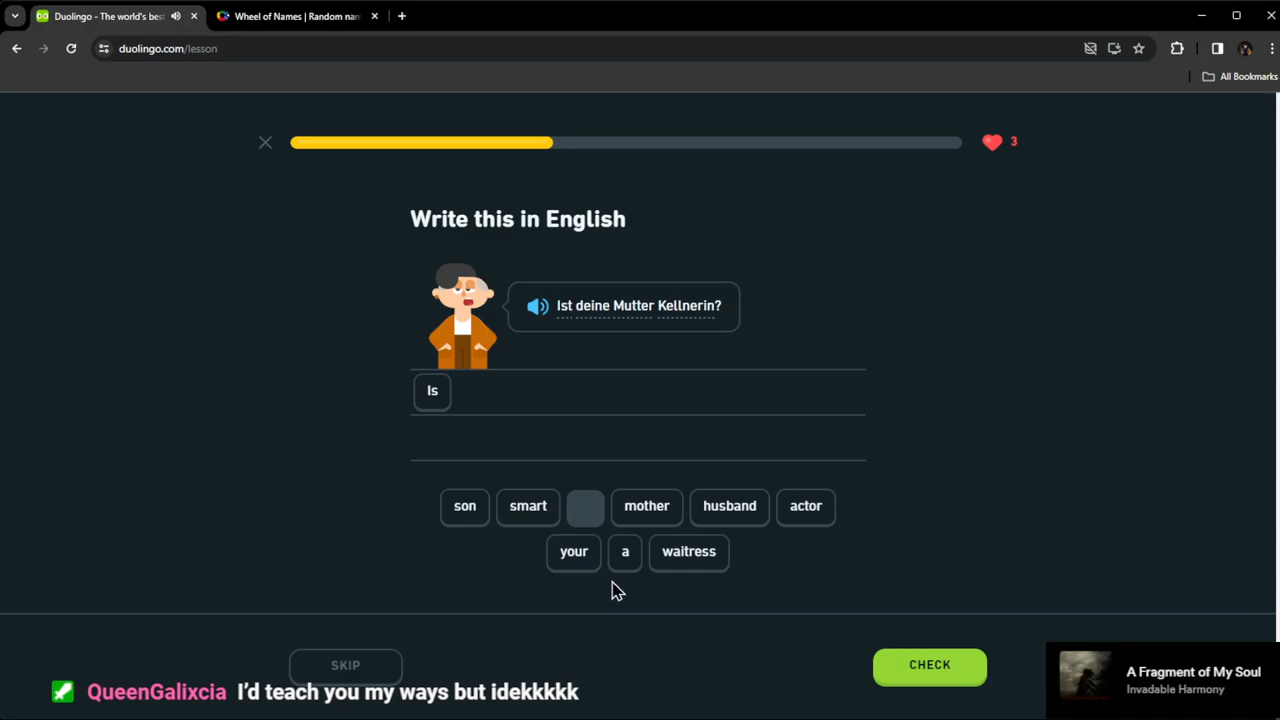 Duolingo - The world's bes
Wheel of Names | Random nam
duolingo.com/lesson
All Bookmarks
3
Write this in English
Ist deine Mutter Kellnerin?
Is
son smart mother husband actor
your a waitress
SKIP
CHECK
QueenGalixcia I'd teach you my ways but idekkkkk
A Fragment of My Soul
Invadable Harmony